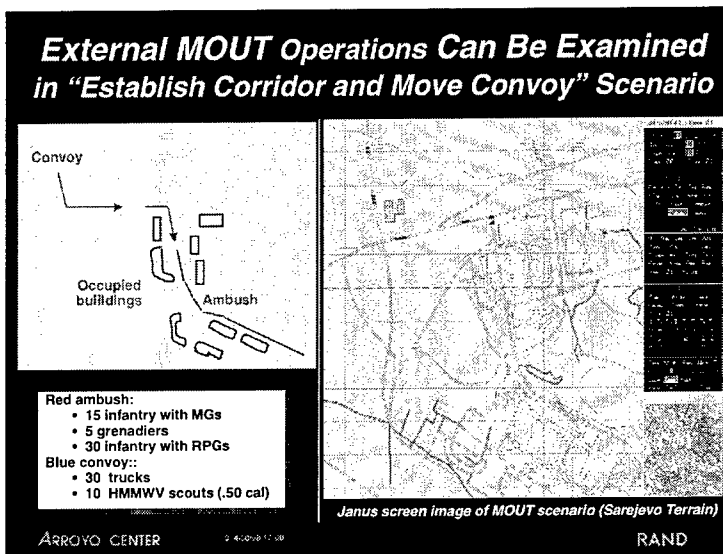 External MOUT Operations Can Be Examined
in “Establish Corridor and Move Convoy” Scenario
Convoy
Occupied
buildings
Ambush
Red ambush:
• 15 infantry with MGs
• 5 grenadiers
• 30 infantry with RPGs
Blue convoy::
• 30 trucks
• 10 HMMWV scouts (.50 cal)
Janus screen image of MOUT scenario (Sarejevo Terrain)
ARROYO CENTER
RAND